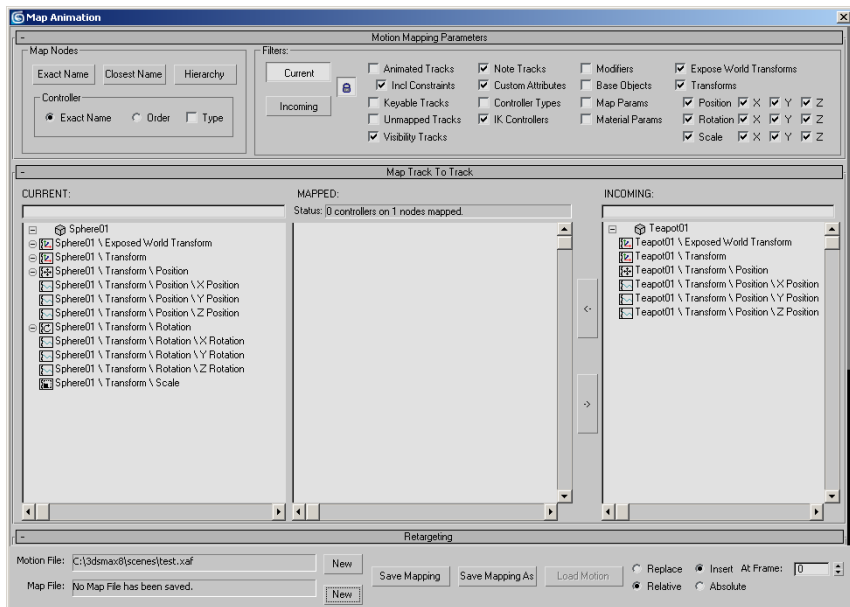 Map Animation
Motion Mapping Parameters
Map Nodes
Exact Name Closest Name Hierarchy
Controller
Exact Name Order Type
Filters:
Current
Incoming
Animated Tracks Note Tracks Modifiers Expose World Transforms
Incl Constraints Custom Attributes Base Objects Transforms
Keyable Tracks Controller Types Map Params Position X Y Z
Unmapped Tracks IK Controllers Material Params Rotation X Y Z
Visibility Tracks Scale X Y Z
Map Track To Track
CURRENT:
Sphere01
Sphere01 \ Exposed World Transform
Sphere01 \ Transform
Sphere01 \ Transform \ Position
Sphere01 \ Transform \ Position \ X Position
Sphere01 \ Transform \ Position \ Y Position
Sphere01 \ Transform \ Position \ Z Position
Sphere01 \ Transform \ Rotation
Sphere01 \ Transform \ Rotation \ X Rotation
Sphere01 \ Transform \ Rotation \ Y Rotation
Sphere01 \ Transform \ Rotation \ Z Rotation
Sphere01 \ Transform \ Scale
MAPPED:
Status: 0 controllers on 1 nodes mapped.
<-
->
INCOMING:
Teapot01
Teapot01 \ Exposed World Transform
Teapot01 \ Transform
Teapot01 \ Transform \ Position
Teapot01 \ Transform \ Position \ X Position
Teapot01 \ Transform \ Position \ Y Position
Teapot01 \ Transform \ Position \ Z Position
Retargeting
Motion File: C:\3dsmax8\scenes\test.xaf New
Map File: No Map File has been saved. New
Save Mapping Save Mapping As Load Motion
Replace Insert At Frame: 0
Relative Absolute